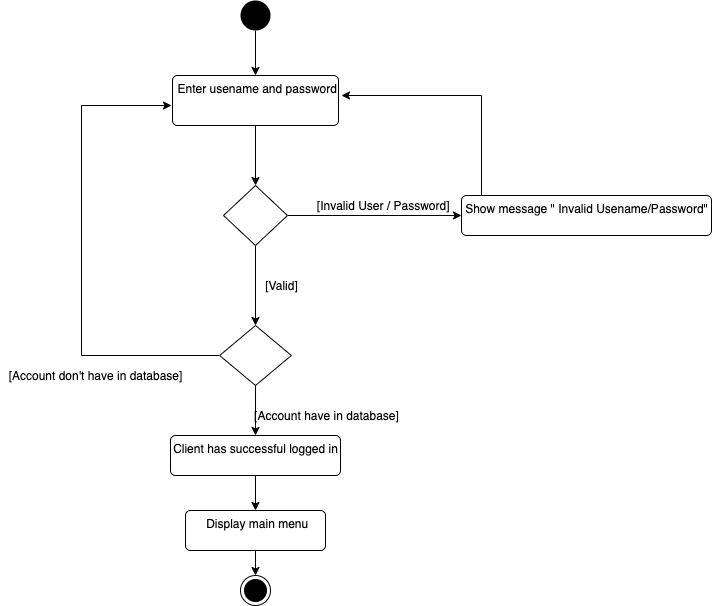 Enter usename and password
[Invalid User / Password]
Show message " Invalid Usename/Password"
[Valid]
[Account don't have in database]
[Account have in database]
Client has successful logged in
Display main menu